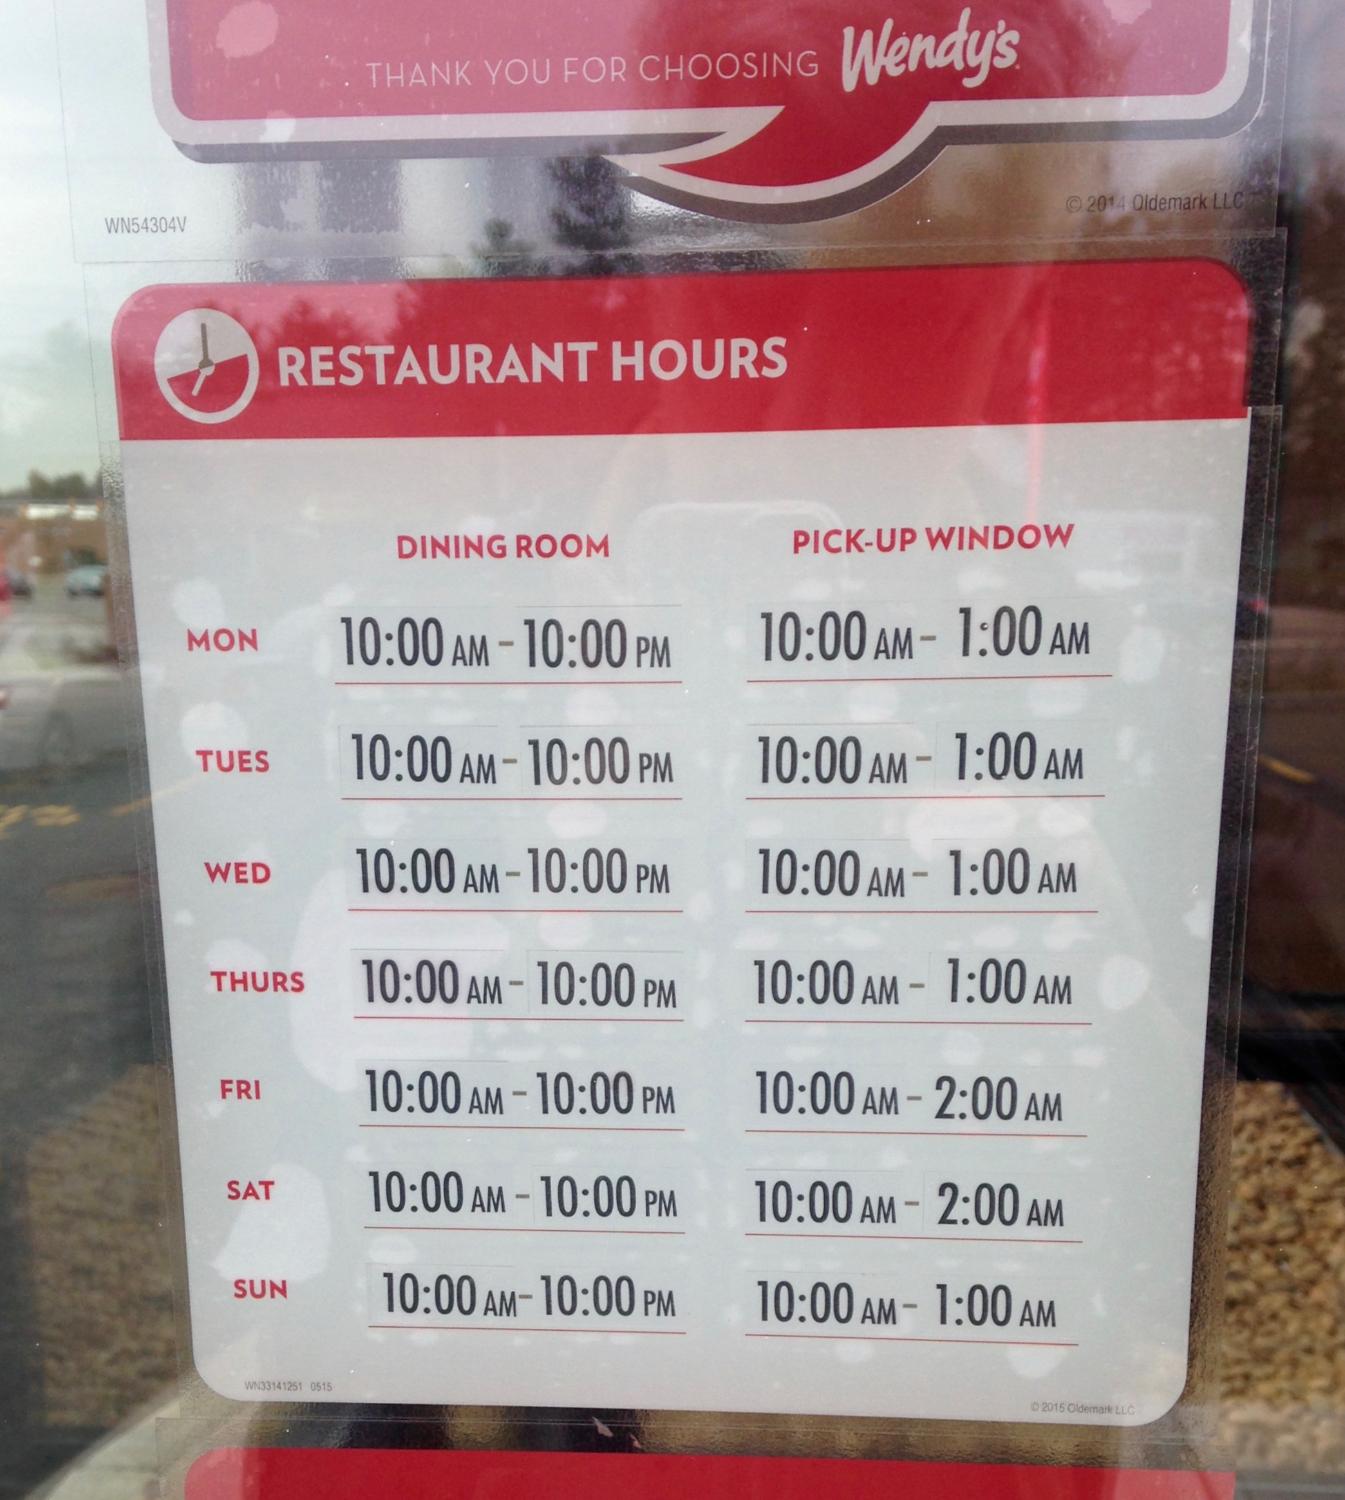 THANK YOU FOR CHOOSING Wendy's
WN54304V
© 2014 Oldemark LLC
RESTAURANT HOURS
DINING ROOM PICK-UP WINDOW
MON 10:00 AM - 10:00 PM 10:00 AM - 1:00 AM
TUES 10:00 AM - 10:00 PM 10:00 AM - 1:00 AM
WED 10:00 AM - 10:00 PM 10:00 AM - 1:00 AM
THURS 10:00 AM - 10:00 PM 10:00 AM - 1:00 AM
FRI 10:00 AM - 10:00 PM 10:00 AM - 2:00 AM
SAT 10:00 AM - 10:00 PM 10:00 AM - 2:00 AM
SUN 10:00 AM - 10:00 PM 10:00 AM - 1:00 AM
WN33141251 0515
© 2015 Oldemark LLC